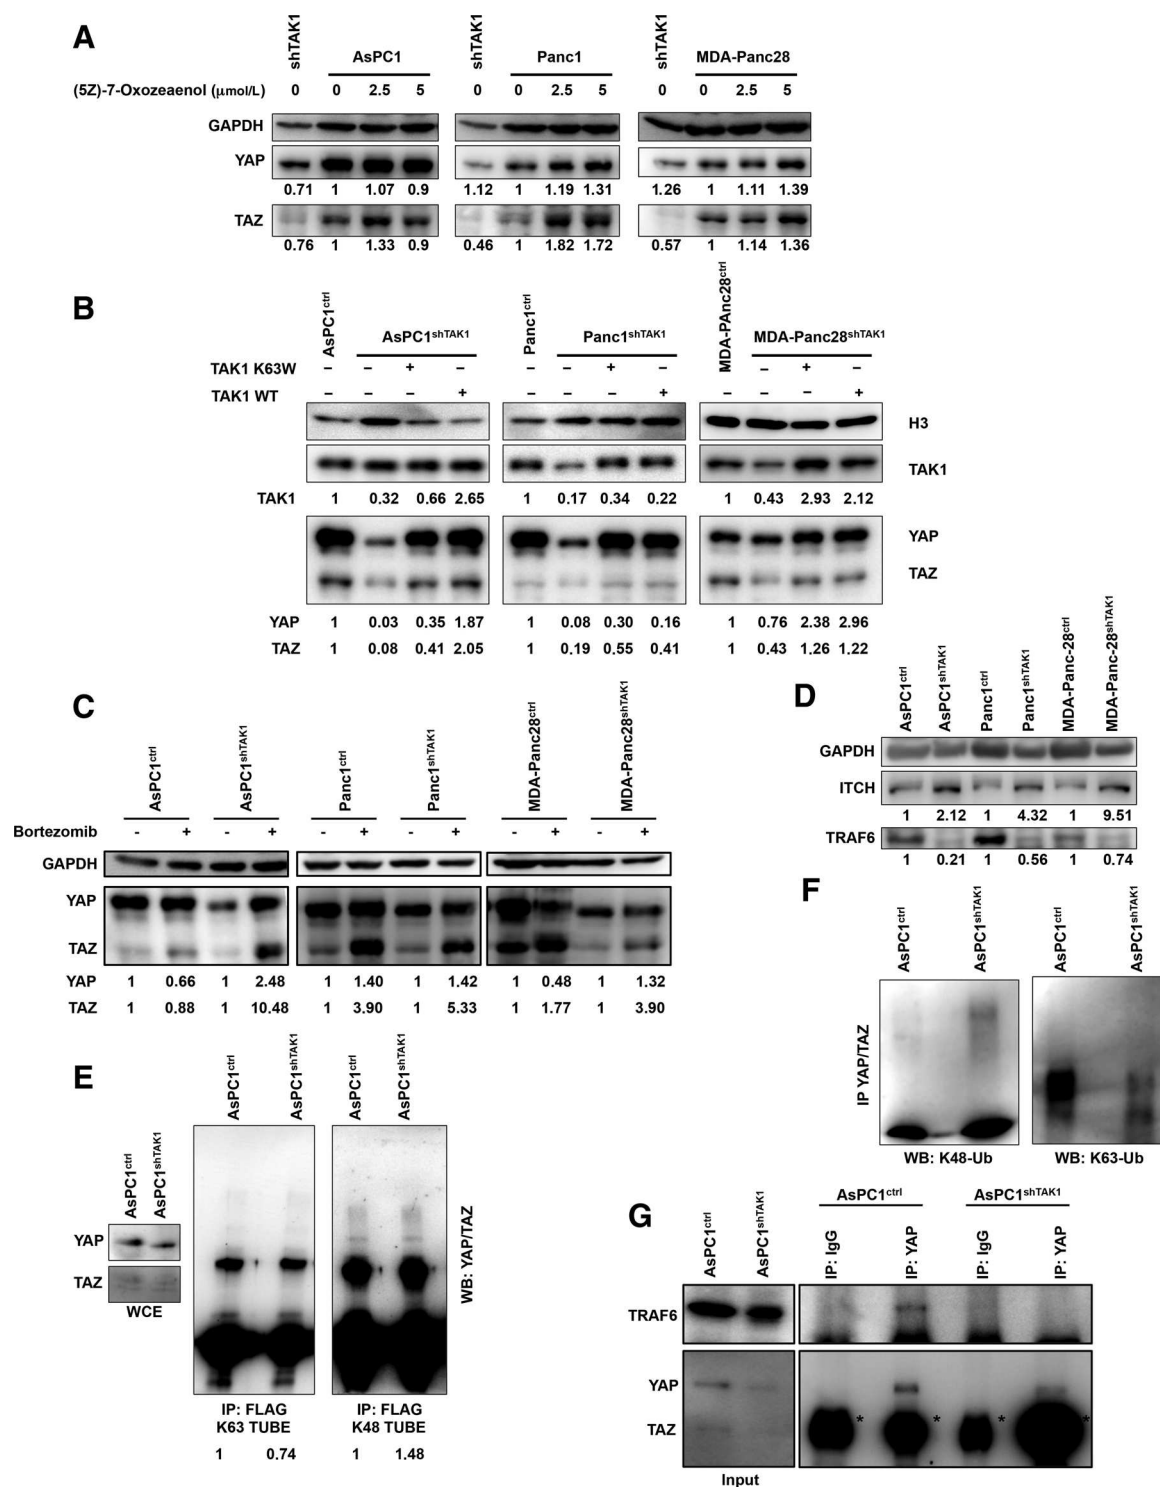 A
shTAK1 AsPC1 shTAK1 Panc1 shTAK1 MDA-Panc28
(5Z)-7-Oxozeaenol (μmol/L) 0 0 2.5 5 0 0 2.5 5 0 0 2.5 5
GAPDH
YAP
0.71 1 1.07 0.9 1.12 1 1.19 1.31 1.26 1 1.11 1.39
TAZ
0.76 1 1.33 0.9 0.46 1 1.82 1.72 0.57 1 1.14 1.36
B
AsPC1ctrl AsPC1shTAK1 Panc1ctrl Panc1shTAK1 MDA-PAnc28ctrl MDA-Panc28shTAK1
TAK1 K63W – – + – – – + – – – + –
TAK1 WT – – – + – – – + – – – +
H3
TAK1
TAK1 1 0.32 0.66 2.65 1 0.17 0.34 0.22 1 0.43 2.93 2.12
YAP
TAZ
YAP 1 0.03 0.35 1.87 1 0.08 0.30 0.16 1 0.76 2.38 2.96
TAZ 1 0.08 0.41 2.05 1 0.19 0.55 0.41 1 0.43 1.26 1.22
C
AsPC1ctrl AsPC1shTAK1 Panc1ctrl Panc1shTAK1 MDA-Panc28ctrl MDA-Panc28shTAK1
Bortezomib - + - + - + - + - + - +
GAPDH
YAP
TAZ
YAP 1 0.66 1 2.48 1 1.40 1 1.42 1 0.48 1 1.32
TAZ 1 0.88 1 10.48 1 3.90 1 5.33 1 1.77 1 3.90
D
AsPC1ctrl AsPC1shTAK1 Panc1ctrl Panc1shTAK1 MDA-Panc-28ctrl MDA-Panc-28shTAK1
GAPDH
ITCH
1 2.12 1 4.32 1 9.51
TRAF6
1 0.21 1 0.56 1 0.74
E
AsPC1ctrl AsPC1shTAK1
YAP
TAZ
WCE
AsPC1ctrl AsPC1shTAK1 AsPC1ctrl AsPC1shTAK1
WB: YAP/TAZ
IP: FLAG IP: FLAG
K63 TUBE K48 TUBE
1 0.74 1 1.48
F
AsPC1ctrl AsPC1shTAK1 AsPC1ctrl AsPC1shTAK1
IP YAP/TAZ
WB: K48-Ub WB: K63-Ub
G
AsPC1ctrl AsPC1shTAK1
AsPC1ctrl AsPC1shTAK1
IP: IgG IP: YAP IP: IgG IP: YAP
TRAF6
YAP
TAZ * * * *
Input